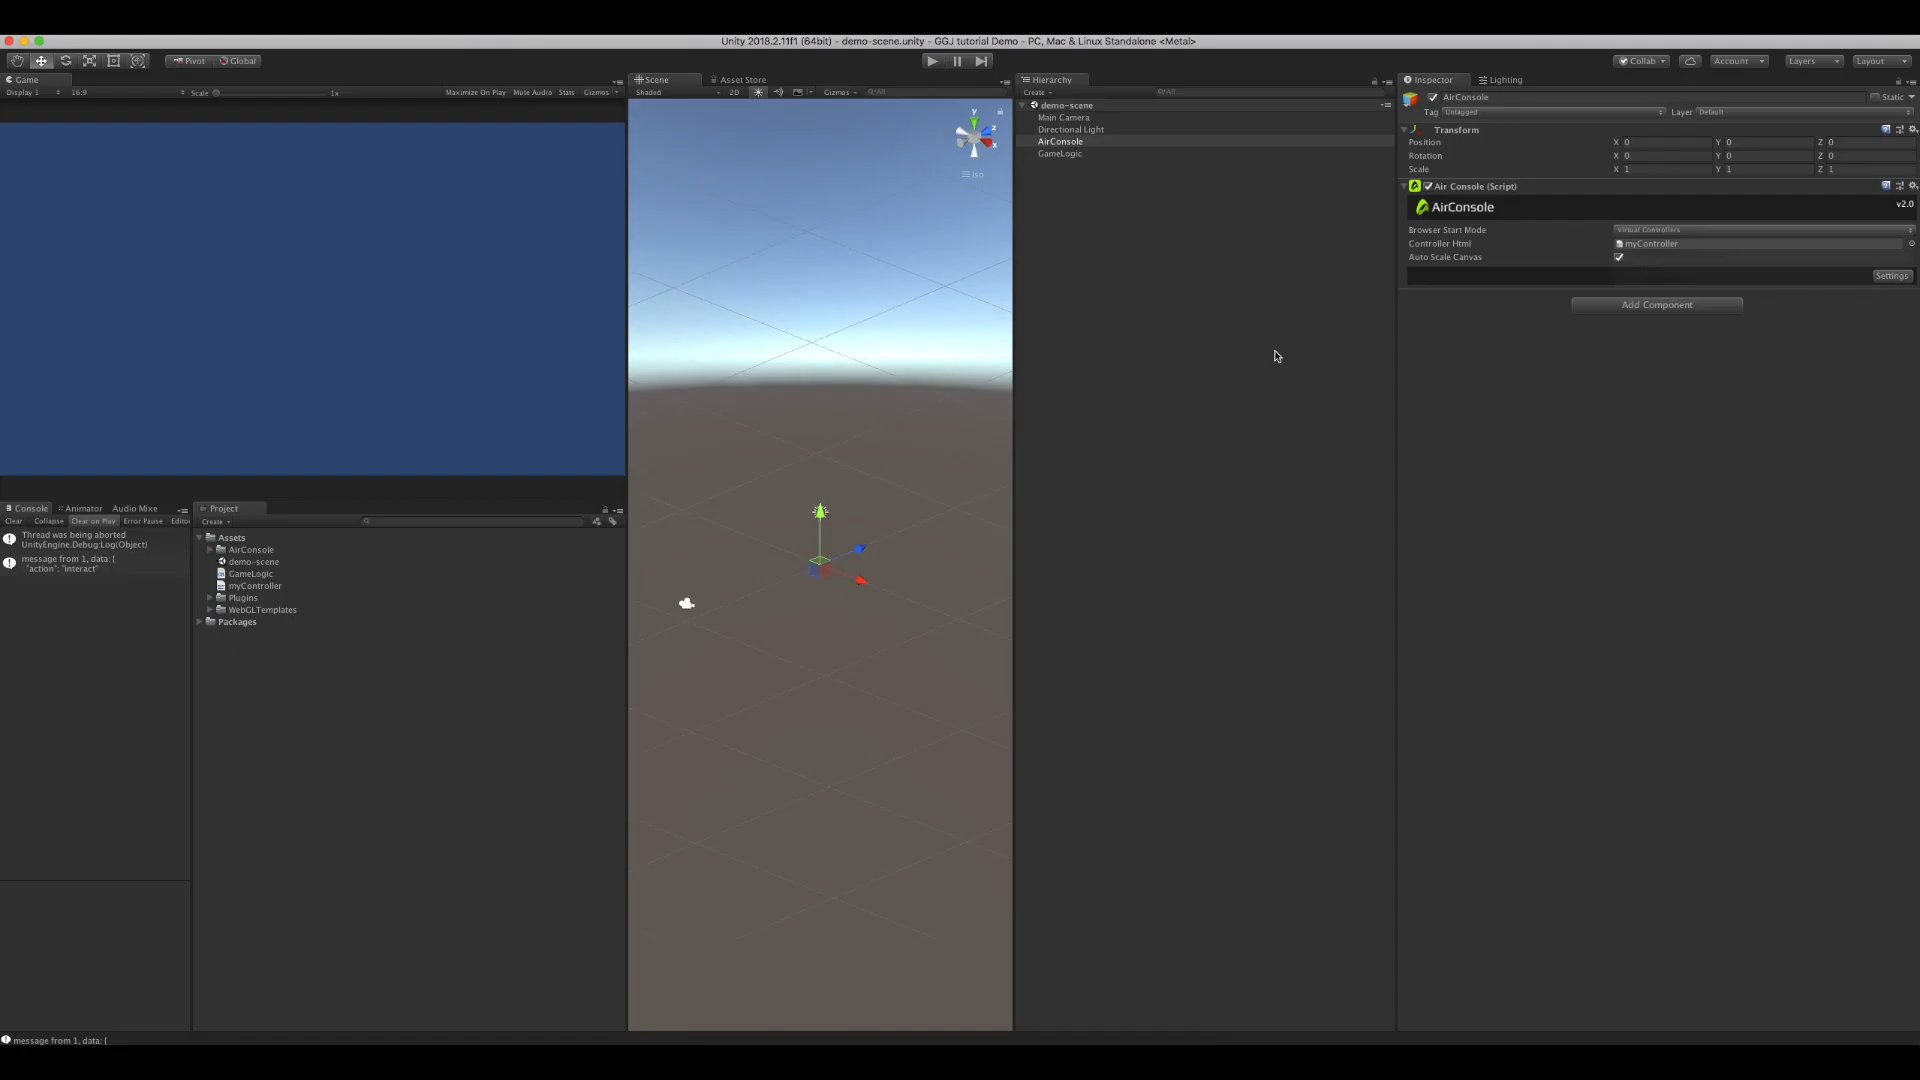 Unity 2018.2.11f1 (64bit) - demo-scene.unity - GGJ tutorial Demo - PC, Mac & Linux Standalone <Metal>
Pivot Global Collab Account Layers Layout
Game
Display 1 16:9 Scale 1x Maximize On Play Mute Audio Stats Gizmos
Scene Asset Store
Shaded 2D Gizmos All
y
z
x
Iso
Hierarchy
Create All
demo-scene
Main Camera
Directional Light
AirConsole
GameLogic
Inspector Lighting
AirConsole Static
Tag Untagged Layer Default
Transform
Position X 0 Y 0 Z 0
Rotation X 0 Y 0 Z 0
Scale X 1 Y 1 Z 1
Air Console (Script)
AirConsole v2.0
Browser Start Mode Virtual Controllers
Controller Html myController
Auto Scale Canvas
Settings
Add Component
Console Animator Audio Mixe
Clear Collapse Clear on Play Error Pause Edito
Thread was being aborted
UnityEngine.Debug:Log(Object)
message from 1, data: {
"action": "interact"
Project
Create
Assets
AirConsole
demo-scene
GameLogic
myController
Plugins
WebGLTemplates
Packages
message from 1, data: {